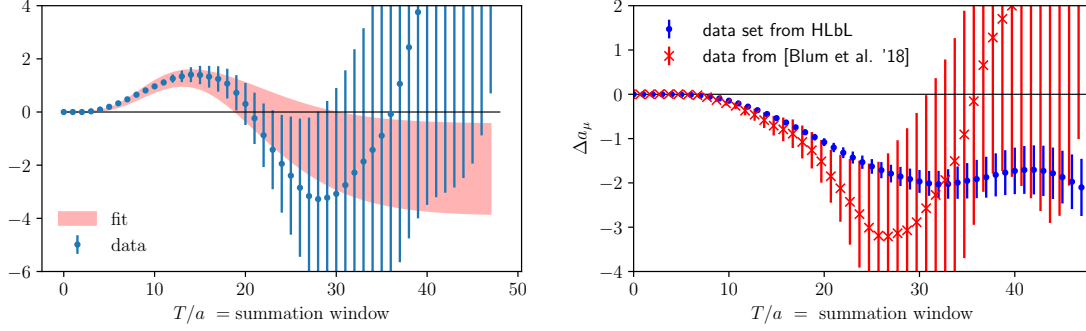 4
2
0
−2
−4
−6
fit
data
0 10 20 30 40 50
T/a = summation window
2
1
0
−1
−2
−3
−4
Δaμ
data set from HLbL
data from [Blum et al. '18]
0 10 20 30 40
T/a = summation window